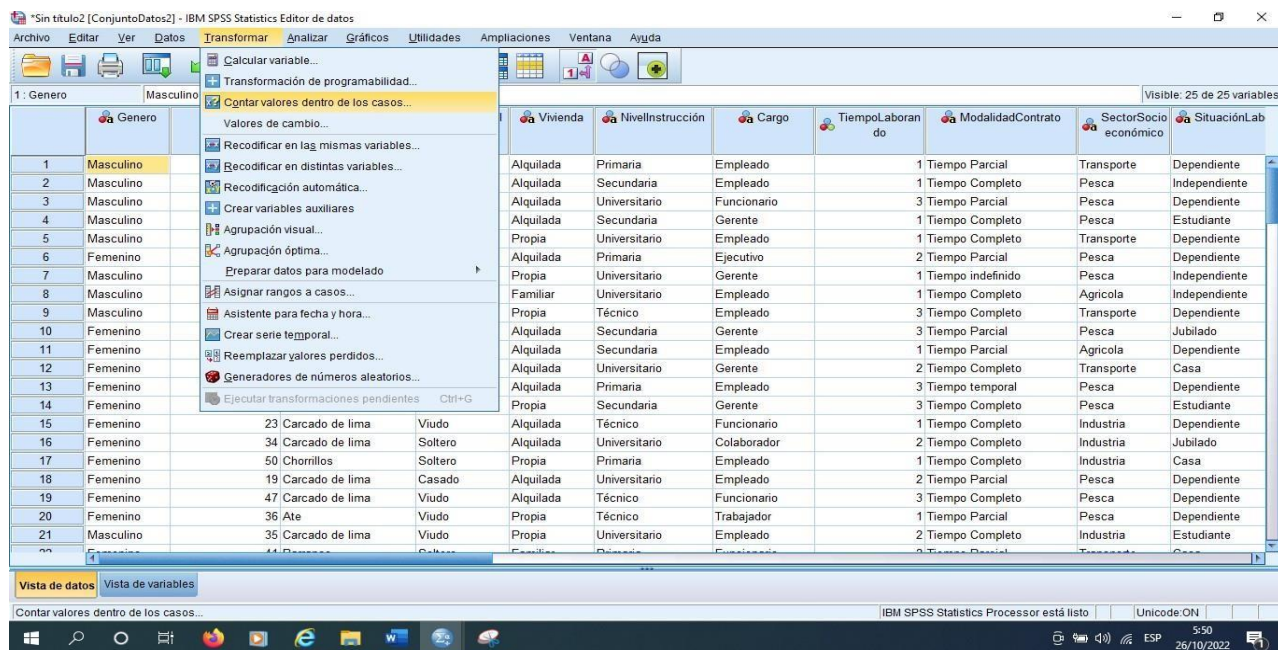 *Sin título2 [ConjuntoDatos2] - IBM SPSS Statistics Editor de datos
Archivo Editar Ver Datos Transformar Analizar Gráficos Utilidades Ampliaciones Ventana Ayuda
1 : Genero Masculino Visible: 25 de 25 variables
Calcular variable...
Transformación de programabilidad...
Contar valores dentro de los casos...
Valores de cambio...
Recodificar en las mismas variables...
Recodificar en distintas variables...
Recodificación automática...
Crear variables auxiliares
Agrupación visual...
Agrupación óptima...
Preparar datos para modelado
Asignar rangos a casos...
Asistente para fecha y hora...
Crear serie temporal...
Reemplazar valores perdidos...
Generadores de números aleatorios...
Ejecutar transformaciones pendientes Ctrl+G
Genero Vivienda NivelInstrucción Cargo TiempoLaboran ModalidadContrato SectorSocio SituaciónLab
do económico
1 Masculino Alquilada Primaria Empleado 1 Tiempo Parcial Transporte Dependiente
2 Masculino Alquilada Secundaria Empleado 1 Tiempo Completo Pesca Independiente
3 Masculino Alquilada Universitario Funcionario 3 Tiempo Parcial Pesca Dependiente
4 Masculino Alquilada Secundaria Gerente 1 Tiempo Completo Pesca Estudiante
5 Masculino Propia Universitario Empleado 1 Tiempo Completo Transporte Dependiente
6 Femenino Alquilada Primaria Ejecutivo 2 Tiempo Parcial Pesca Dependiente
7 Masculino Propia Universitario Gerente 1 Tiempo indefinido Pesca Independiente
8 Masculino Familiar Universitario Empleado 1 Tiempo Completo Agricola Independiente
9 Masculino Propia Técnico Empleado 3 Tiempo Completo Transporte Dependiente
10 Femenino Alquilada Secundaria Gerente 3 Tiempo Parcial Pesca Jubilado
11 Femenino Alquilada Secundaria Empleado 1 Tiempo Parcial Agricola Dependiente
12 Femenino Alquilada Universitario Gerente 2 Tiempo Completo Transporte Casa
13 Femenino Alquilada Primaria Empleado 3 Tiempo temporal Pesca Dependiente
14 Femenino Propia Secundaria Gerente 3 Tiempo Completo Pesca Estudiante
15 Femenino 23 Carcado de lima Viudo Alquilada Técnico Funcionario 1 Tiempo Completo Industria Dependiente
16 Femenino 34 Carcado de lima Soltero Alquilada Universitario Colaborador 2 Tiempo Completo Industria Jubilado
17 Femenino 50 Chorrillos Soltero Propia Primaria Empleado 1 Tiempo Completo Industria Casa
18 Femenino 19 Carcado de lima Casado Alquilada Universitario Empleado 2 Tiempo Parcial Pesca Dependiente
19 Femenino 47 Carcado de lima Viudo Alquilada Técnico Funcionario 3 Tiempo Completo Pesca Dependiente
20 Femenino 36 Ate Viudo Propia Técnico Trabajador 1 Tiempo Parcial Pesca Dependiente
21 Masculino 35 Carcado de lima Viudo Propia Universitario Empleado 2 Tiempo Completo Industria Estudiante
Vista de datos Vista de variables
Contar valores dentro de los casos... IBM SPSS Statistics Processor está listo Unicode:ON
ESP 5:50
26/10/2022